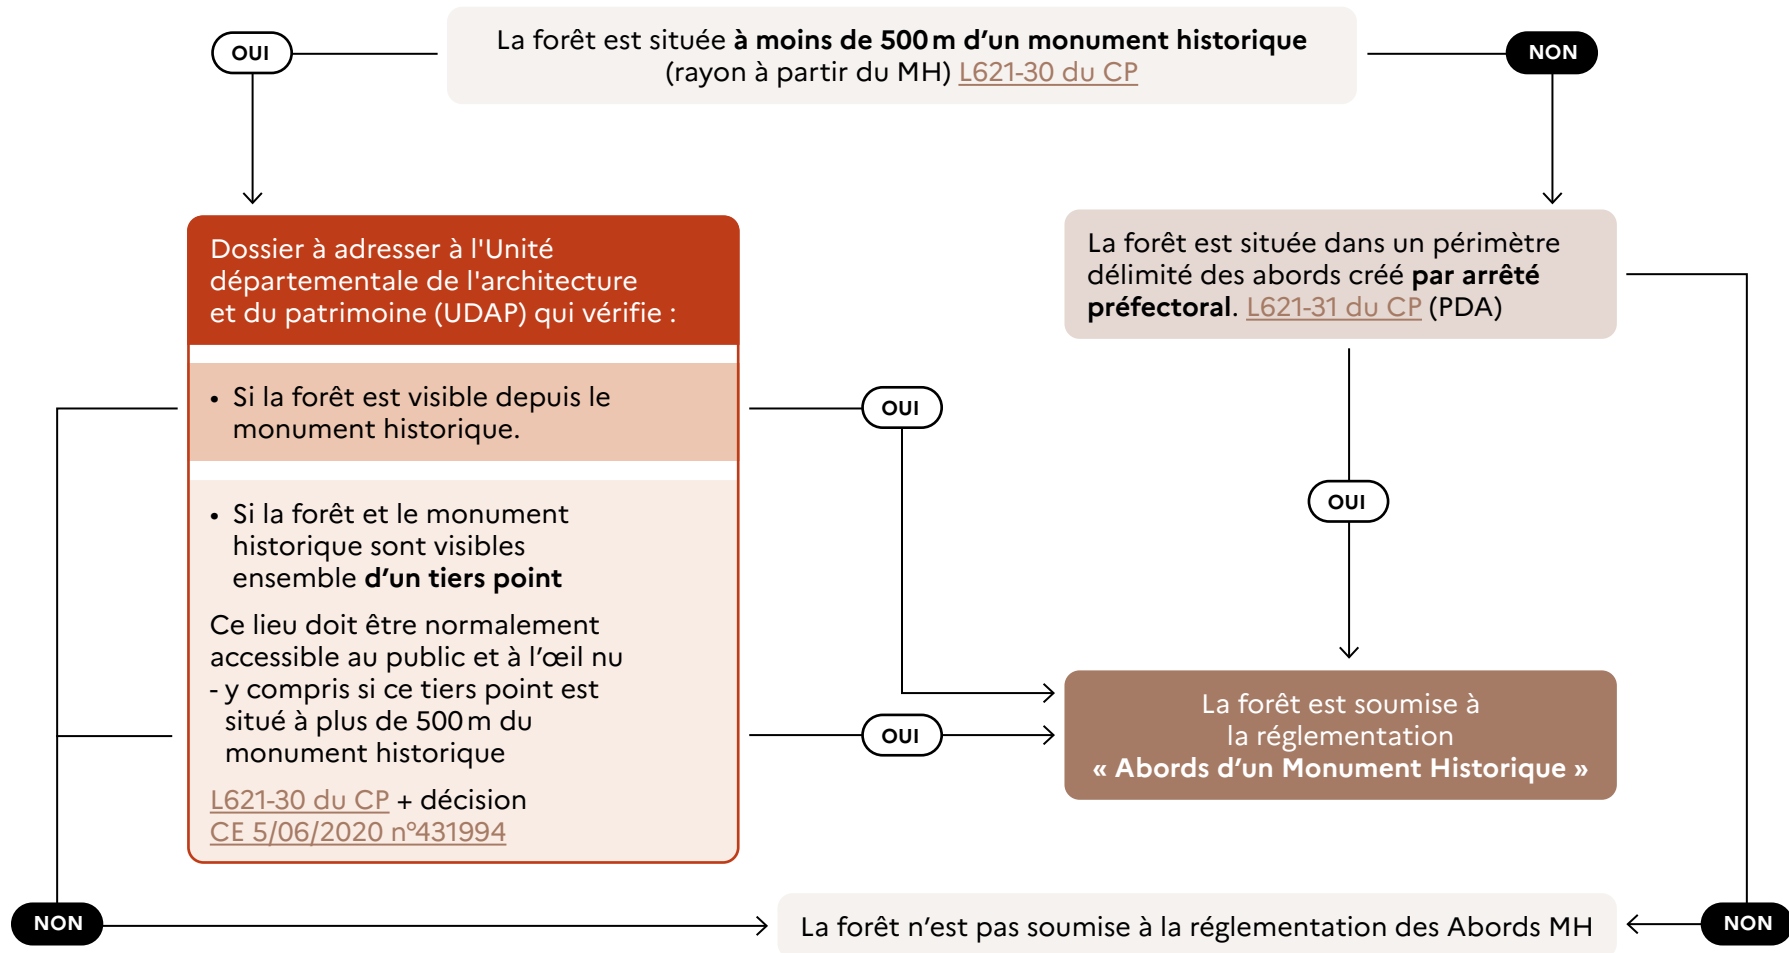 OUI
La forêt est située à moins de 500 m d’un monument historique
(rayon à partir du MH) L621-30 du CP
NON
Dossier à adresser à l'Unité
départementale de l'architecture
et du patrimoine (UDAP) qui vérifie :
• Si la forêt est visible depuis le
monument historique.
• Si la forêt et le monument
historique sont visibles
ensemble d’un tiers point
Ce lieu doit être normalement
accessible au public et à l’œil nu
- y compris si ce tiers point est
situé à plus de 500 m du
monument historique
L621-30 du CP + décision
CE 5/06/2020 n°431994
OUI
OUI
La forêt est située dans un périmètre
délimité des abords créé par arrêté
préfectoral. L621-31 du CP (PDA)
OUI
La forêt est soumise à
la réglementation
« Abords d’un Monument Historique »
NON
La forêt n’est pas soumise à la réglementation des Abords MH
NON